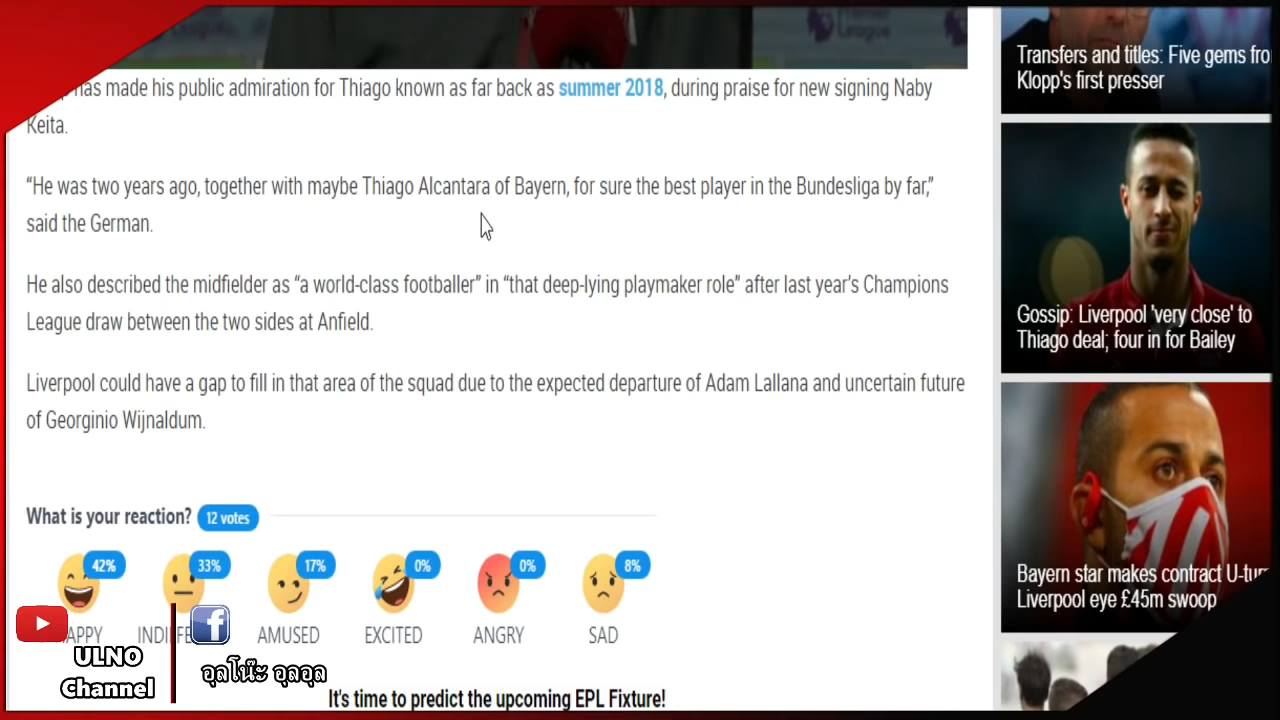 has made his public admiration for Thiago known as far back as summer 2018, during praise for new signing Naby
Keita.
“He was two years ago, together with maybe Thiago Alcantara of Bayern, for sure the best player in the Bundesliga by far,”
said the German.
He also described the midfielder as “a world-class footballer” in “that deep-lying playmaker role” after last year’s Champions
League draw between the two sides at Anfield.
Liverpool could have a gap to fill in that area of the squad due to the expected departure of Adam Lallana and uncertain future
of Georginio Wijnaldum.
What is your reaction? 12 votes
42% 33% 17% 0% 0% 8%
AMUSED EXCITED ANGRY SAD
ULNO
Channel
อุลโน๊ะ อุลอุล
It's time to predict the upcoming EPL Fixture!
Transfers and titles: Five gems fro
Klopp's first presser
Gossip: Liverpool 'very close' to
Thiago deal; four in for Bailey
Bayern star makes contract U-tur
Liverpool eye £45m swoop